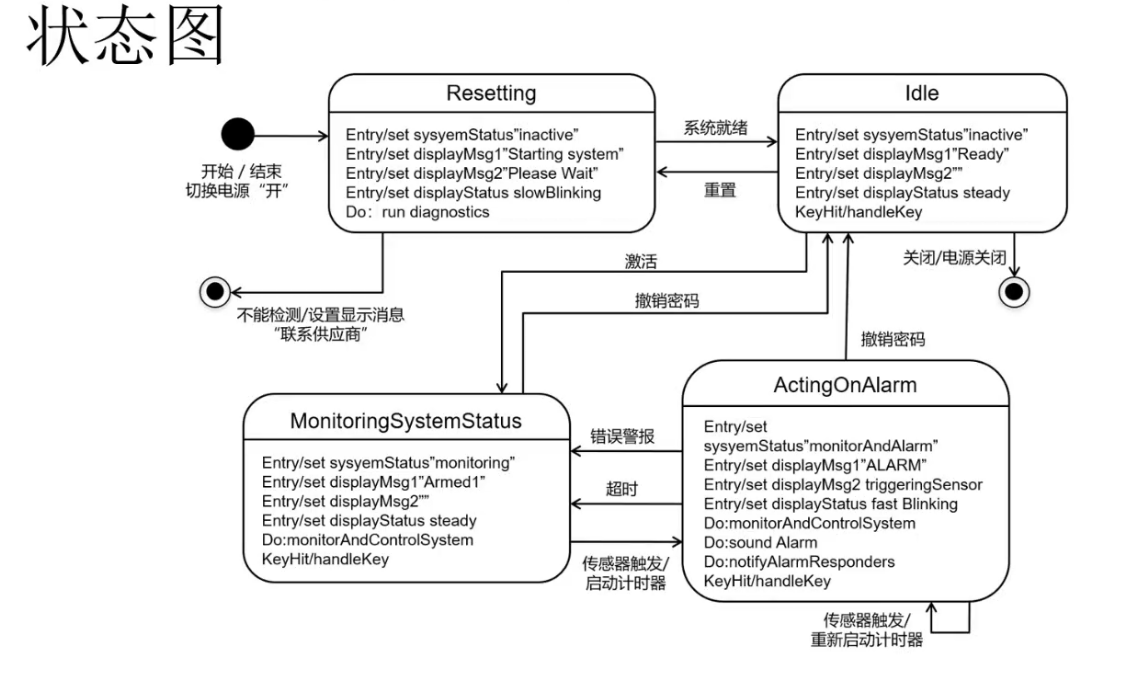 状态图
Resetting
Entry/set sysyemStatus”inactive”
Entry/set displayMsg1”Starting system”
Entry/set displayMsg2”Please Wait”
Entry/set displayStatus slowBlinking
Do：run diagnostics
Idle
Entry/set sysyemStatus”inactive”
Entry/set displayMsg1”Ready”
Entry/set displayMsg2””
Entry/set displayStatus steady
KeyHit/handleKey
系统就绪
重置
开始 / 结束
切换电源“开”
激活
关闭/电源关闭
撤销密码
不能检测/设置显示消息
“联系供应商”
撤销密码
MonitoringSystemStatus
Entry/set sysyemStatus”monitoring”
Entry/set displayMsg1”Armed1”
Entry/set displayMsg2””
Entry/set displayStatus steady
Do:monitorAndControlSystem
KeyHit/handleKey
错误警报
超时
传感器触发/
启动计时器
ActingOnAlarm
Entry/set
sysyemStatus”monitorAndAlarm”
Entry/set displayMsg1”ALARM”
Entry/set displayMsg2 triggeringSensor
Entry/set displayStatus fast Blinking
Do:monitorAndControlSystem
Do:sound Alarm
Do:notifyAlarmResponders
KeyHit/handleKey
传感器触发/
重新启动计时器